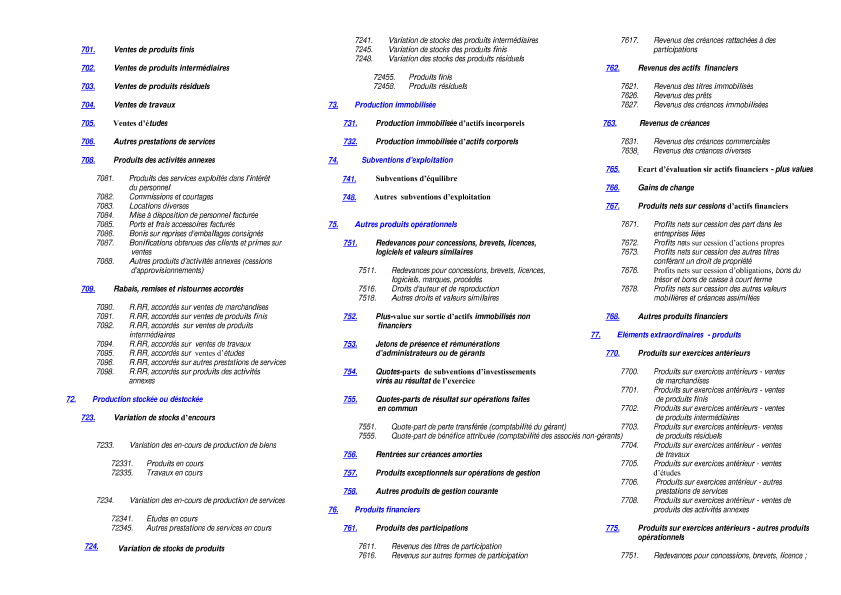 701. Ventes de produits finis
702. Ventes de produits intermédiaires
703. Ventes de produits résiduels
704. Ventes de travaux
705. Ventes d'études
706. Autres prestations de services
708. Produits des activités annexes
7081. Produits des services exploités dans l'intérêt
du personnel
7082. Commissions et courtages
7083. Locations diverses
7084. Mise à disposition de personnel facturée
7085. Ports et frais accessoires facturés
7086. Bonis sur reprises d'emballages consignés
7087. Bonifications obtenues des clients et primes sur
ventes
7088. Autres produits d'activités annexes (cessions
d'approvisionnements)
709. Rabais, remises et ristournes accordés
7090. R.RR, accordés sur ventes de marchandises
7091. R.RR, accordés sur ventes de produits finis
7092. R.RR, accordés sur ventes de produits
intermédiaires
7094. R.RR, accordés sur ventes de travaux
7095. R.RR, accordés sur ventes d'études
7096. R.RR, accordés sur autres prestations de services
7098. R.RR, accordés sur produits des activités
annexes
72. Production stockée ou déstockée
723. Variation de stocks d'encours
7233. Variation des en-cours de production de biens
72331. Produits en cours
72335. Travaux en cours
7234. Variation des en-cours de production de services
72341. Etudes en cours
72345. Autres prestations de services en cours
724. Variation de stocks de produits
7241. Variation de stocks des produits intermédiaires
7245. Variation de stocks des produits finis
7248. Variation des stocks des produits résiduels
72455. Produits finis
72458. Produits résiduels
73. Production immobilisée
731. Production immobilisée d'actifs incorporels
732. Production immobilisée d'actifs corporels
74. Subventions d'exploitation
741. Subventions d'équilibre
748. Autres subventions d'exploitation
75. Autres produits opérationnels
751. Redevances pour concessions, brevets, licences,
logiciels et valeurs similaires
7511. Redevances pour concessions, brevets, licences,
logiciels, marques, procédés
7516. Droits d'auteur et de reproduction
7518. Autres droits et valeurs similaires
752. Plus-value sur sortie d'actifs immobilisés non
financiers
753. Jetons de présence et rémunérations
d'administrateurs ou de gérants
754. Quotes-parts de subventions d'investissements
virés au résultat de l'exercice
755. Quotes-parts de résultat sur opérations faites
en commun
7551. Quote-part de perte transférée (comptabilité du gérant)
7555. Quote-part de bénéfice attribuée (comptabilité des associés non-gérants)
756. Rentrées sur créances amorties
757. Produits exceptionnels sur opérations de gestion
758. Autres produits de gestion courante
76. Produits financiers
761. Produits des participations
7611. Revenus des titres de participation
7616. Revenus sur autres formes de participation
7617. Revenus des créances rattachées à des
participations
762. Revenus des actifs financiers
7621. Revenus des titres immobilisés
7626. Revenus des prêts
7627. Revenus des créances immobilisées
763. Revenus de créances
7631. Revenus des créances commerciales
7638, Revenus des créances diverses
765. Ecart d'évaluation sir actifs financiers - plus values
766. Gains de change
767. Produits nets sur cessions d'actifs financiers
7671. Profits nets sur cession des part dans les
entreprises liées
7672. Profits nets sur cession d'actions propres
7673. Profits nets sur cession des autres titres
conférant un droit de propriété
7676. Profits nets sur cession d'obligations, bons du
trésor et bons de caisse à court terme
7678. Profits nets sur cession des autres valeurs
mobilières et créances assimilées
768. Autres produits financiers
77. Eléments extraordinaires - produits
770. Produits sur exercices antérieurs
7700. Produits sur exercices antérieurs - ventes
de marchandises
7701. Produits sur exercices antérieurs - ventes
de produits finis
7702. Produits sur exercices antérieurs - ventes
de produits intermédiaires
7703. Produits sur exercices antérieurs- ventes
de produits résiduels
7704. Produits sur exercices antérieur - ventes
de travaux
7705. Produits sur exercices antérieur - ventes
d'études
7706. Produits sur exercices antérieur - autres
prestations de services
7708. Produits sur exercices antérieur - ventes de
produits des activités annexes
775. Produits sur exercices antérieurs - autres produits
opérationnels
7751. Redevances pour concessions, brevets, licence ;